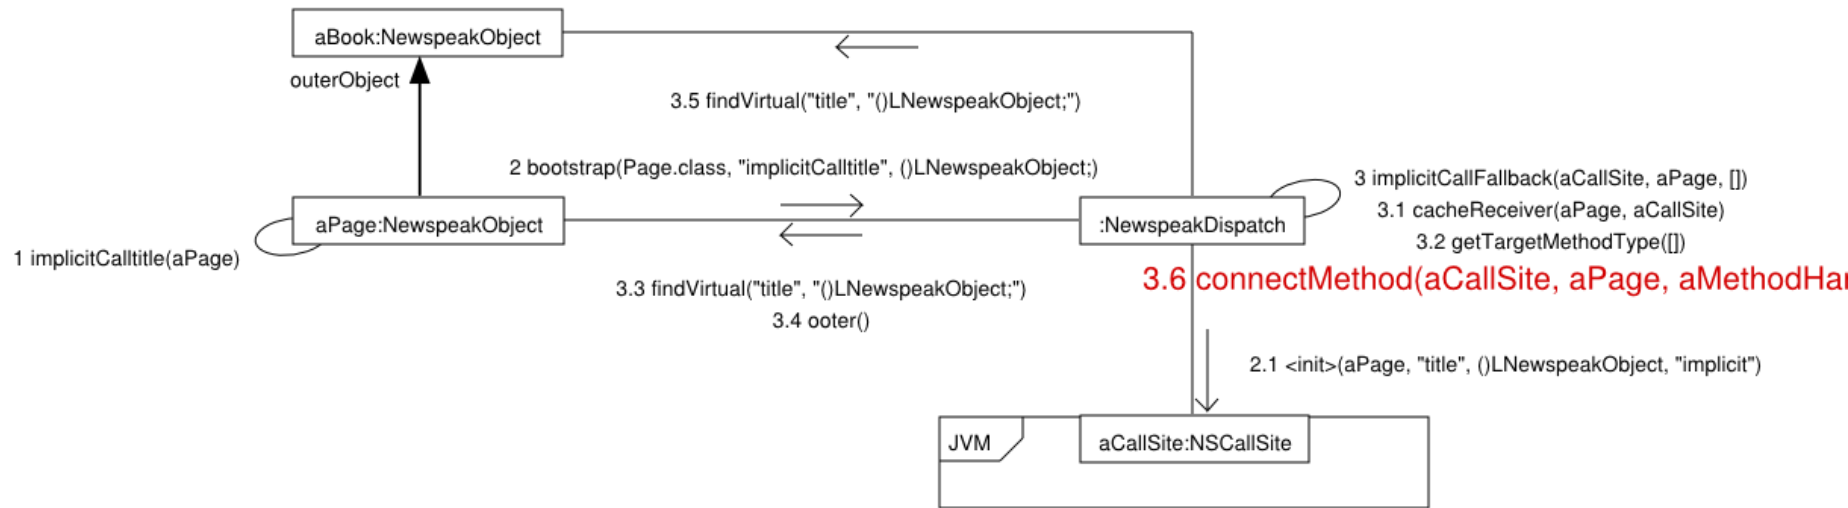 aBook:NewspeakObject
outerObject
3.5 findVirtual("title", "()LNewspeakObject;")
2 bootstrap(Page.class, "implicitCalltitle", ()LNewspeakObject;)
3 implicitCallFallback(aCallSite, aPage, [])
3.1 cacheReceiver(aPage, aCallSite)
3.2 getTargetMethodType([])
aPage:NewspeakObject
:NewspeakDispatch
1 implicitCalltitle(aPage)
3.6 connectMethod(aCallSite, aPage, aMethodHar
3.3 findVirtual("title", "()LNewspeakObject;")
3.4 ooter()
2.1 <init>(aPage, "title", ()LNewspeakObject, "implicit")
JVM
aCallSite:NSCallSite